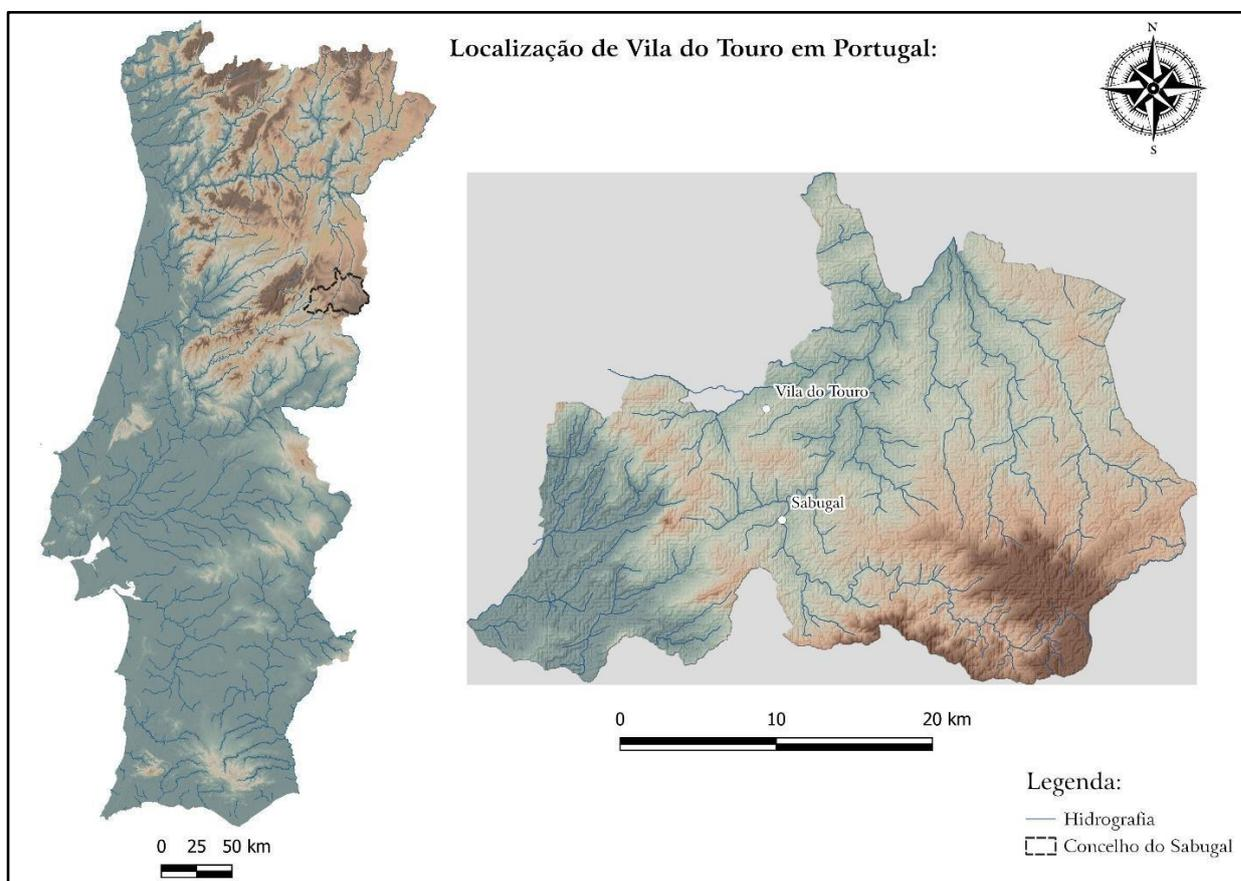 Localização de Vila do Touro em Portugal:
N
S
Vila do Touro
Sabugal
0 10 20 km
Legenda:
Hidrografia
Concelho do Sabugal
0 25 50 km